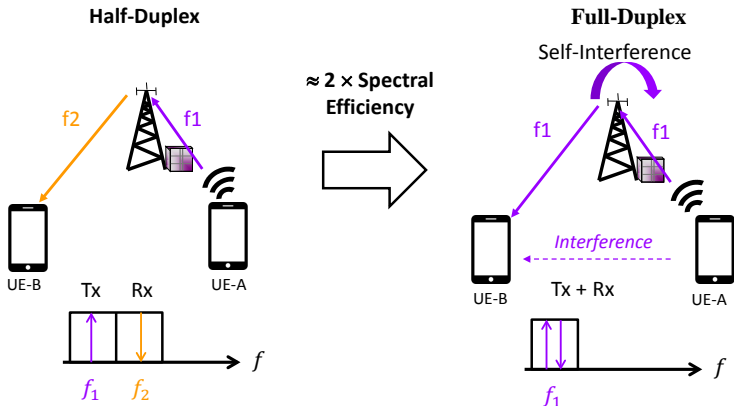 Half-Duplex
f2
f1
UE-B
UE-A
Tx
Rx
f
f1
f2
≈ 2 × Spectral
Efficiency
Full-Duplex
Self-Interference
f1
f1
Interference
UE-B
UE-A
Tx + Rx
f
f1